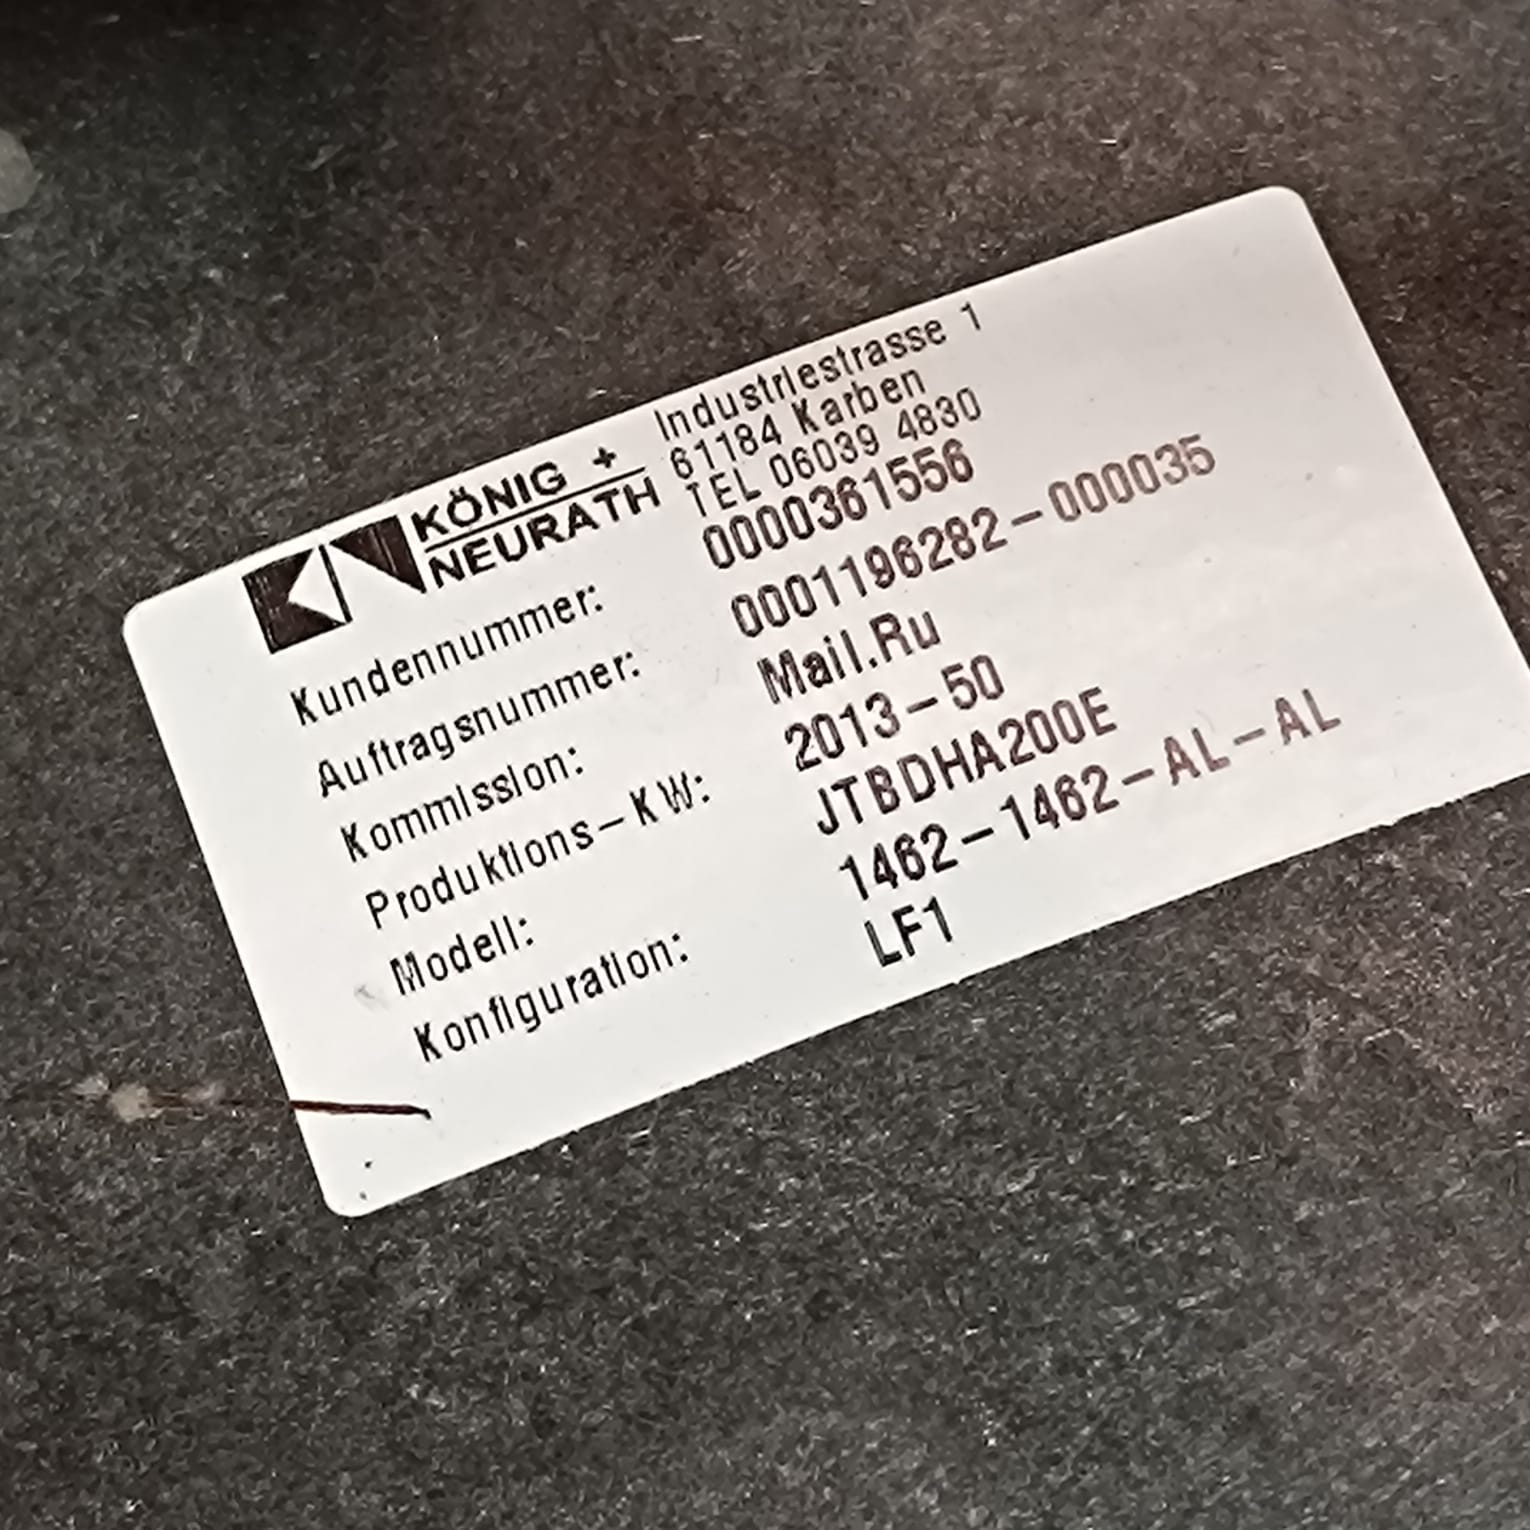 KÖNIG +
NEURATH
Industriestrasse 1
61184 Karben
TEL 06039 4830
Kundennummer: 0000361556
Auftragsnummer: 0001196282-000035
Kommission: Mail.Ru
Produktions-KW: 2013-50
Modell: JTBDHA200E
Konfiguration: 1462-1462-AL-AL
LF1